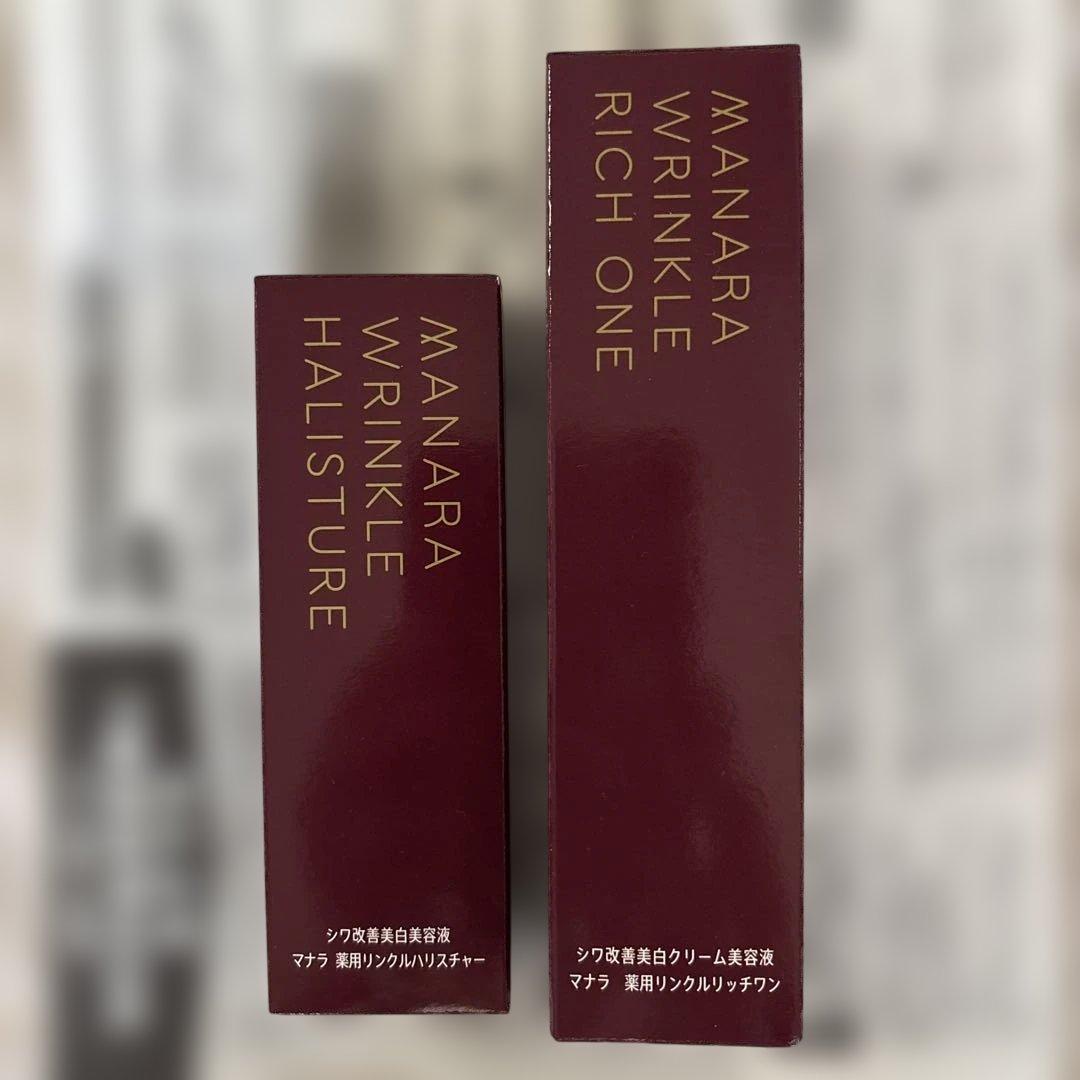 MANARA
WRINKLE
HALISTURE
シワ改善美白美容液
マナラ 薬用リンクルハリスチャー
MANARA
WRINKLE
RICH ONE
シワ改善美白クリーム美容液
マナラ 薬用リンクルリッチワン